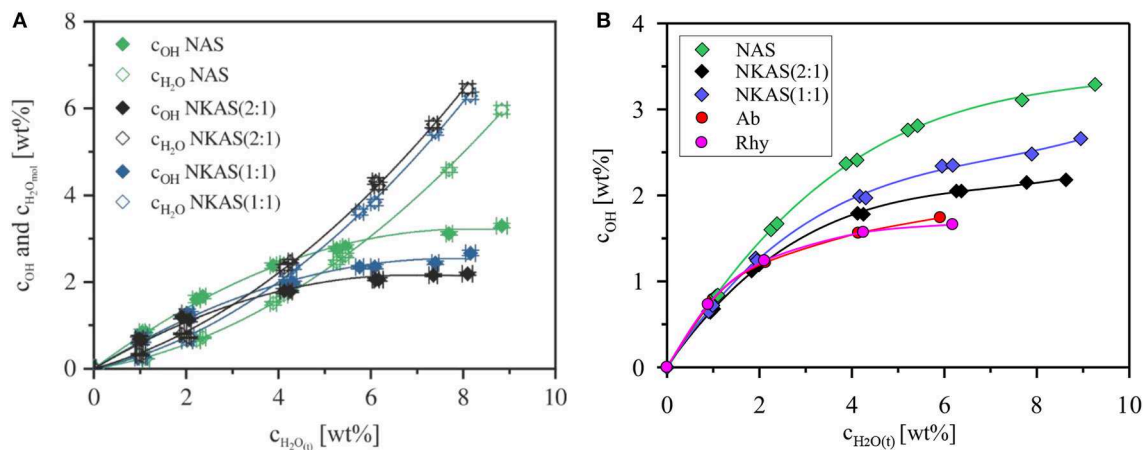 A
8
6
4
2
0
c_OH and c_H₂O_mol [wt%]
c_OH NAS
c_H₂O NAS
c_OH NKAS(2:1)
c_H₂O NKAS(2:1)
c_OH NKAS(1:1)
c_H₂O NKAS(1:1)
0 2 4 6 8 10
c_H₂O(t) [wt%]
B
4
3
2
1
0
c_OH [wt%]
NAS
NKAS(2:1)
NKAS(1:1)
Ab
Rhy
0 2 4 6 8 10
c_H2O(t) [wt%]